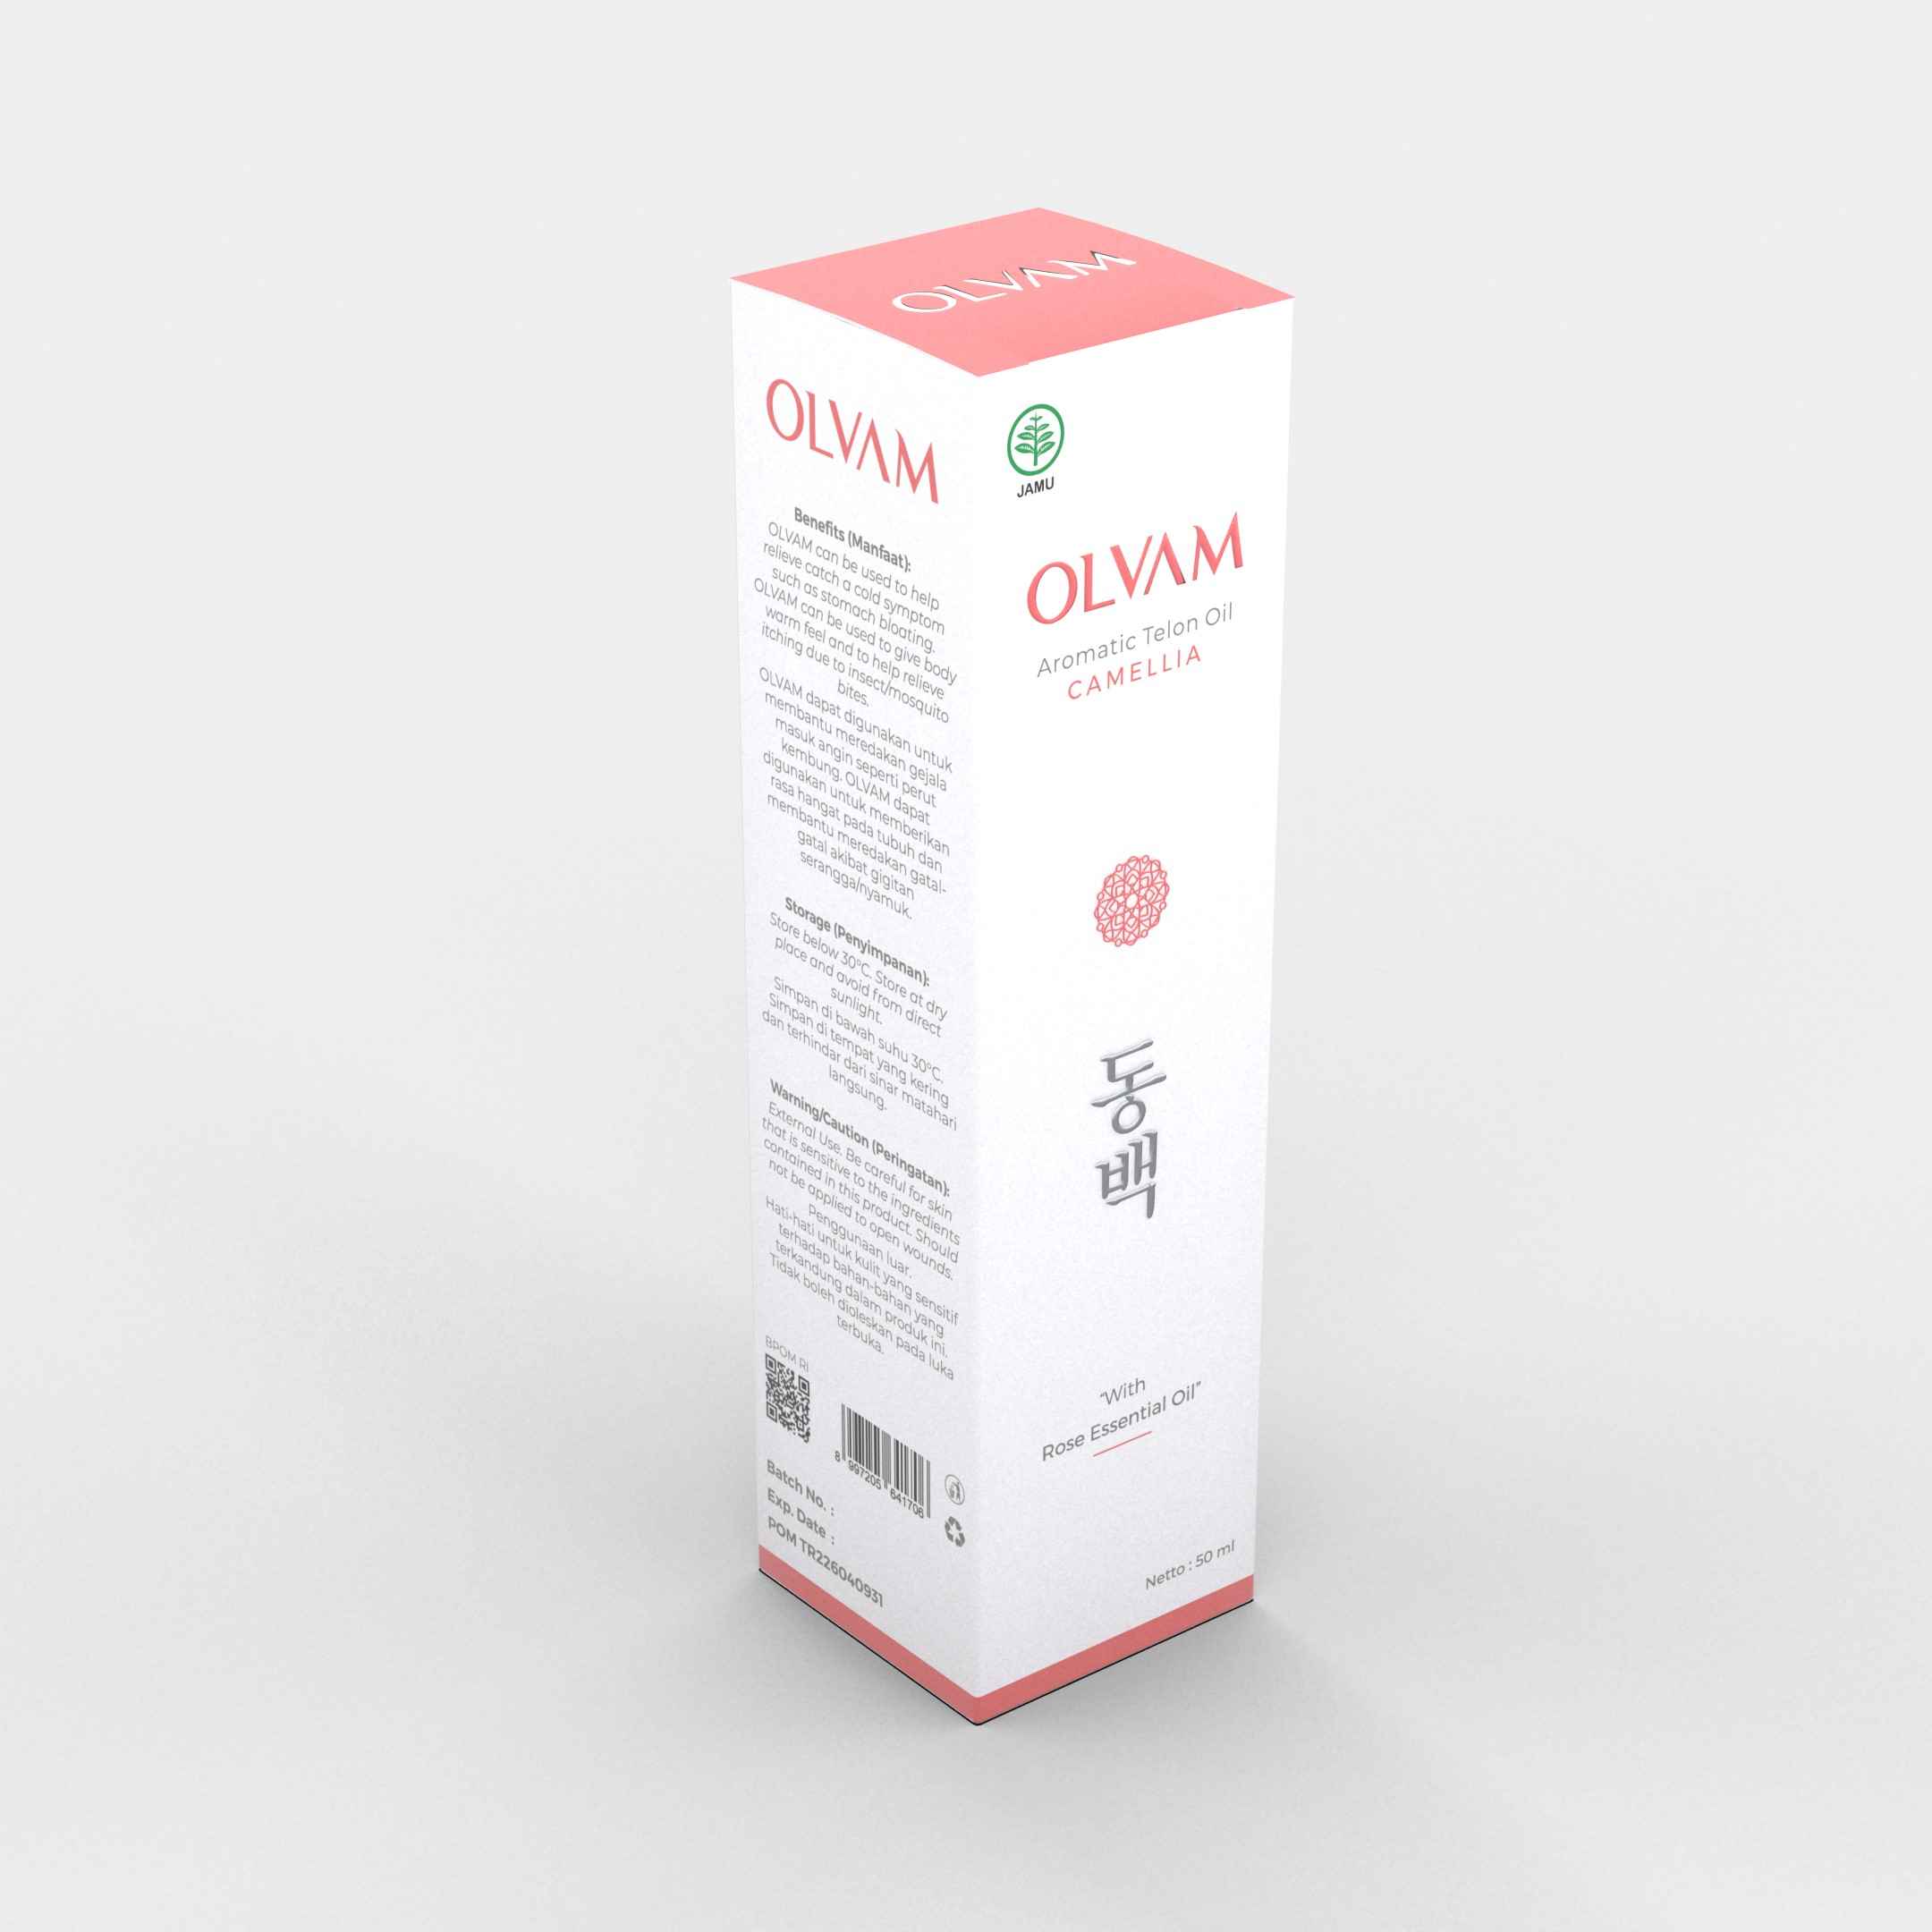 OLVAM
OLVAM
Benefits (Manfaat):
OLVAM can be used to help
relieve catch a cold symptom
such as stomach bloating.
OLVAM can be used to give body
warm feel and to help relieve
itching due to insect/mosquito
bites.
OLVAM dapat digunakan untuk
membantu meredakan gejala
masuk angin seperti perut
kembung. OLVAM dapat
digunakan untuk memberikan
rasa hangat pada tubuh dan
membantu meredakan gatal-
gatal akibat gigitan
serangga/nyamuk.
Storage (Penyimpanan):
Store below 30°C. Store at dry
place and avoid from direct
sunlight.
Simpan di bawah suhu 30°C.
Simpan di tempat yang kering
dan terhindar dari sinar matahari
langsung.
Warning/Caution (Peringatan):
External Use. Be careful for skin
that is sensitive to the ingredients
contained in this product. Should
not be applied to open wounds.
Penggunaan luar.
Hati-hati untuk kulit yang sensitif
terhadap bahan-bahan yang
terkandung dalam produk ini.
Tidak boleh dioleskan pada luka
terbuka.
BPOM RI
8 997205 641706
Batch No. :
Exp. Date :
POM TR226040931
JAMU
OLVAM
Aromatic Telon Oil
CAMELLIA
동
백
"With
Rose Essential Oil"
Netto : 50 ml